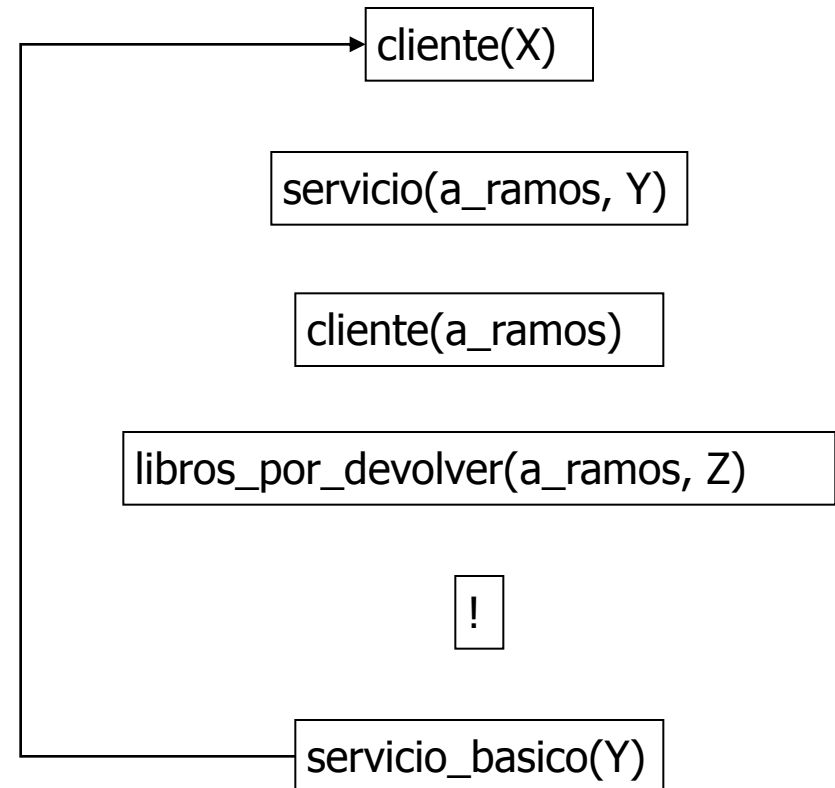 cliente(X)
servicio(a_ramos, Y)
cliente(a_ramos)
libros_por_devolver(a_ramos, Z)
!
servicio_basico(Y)